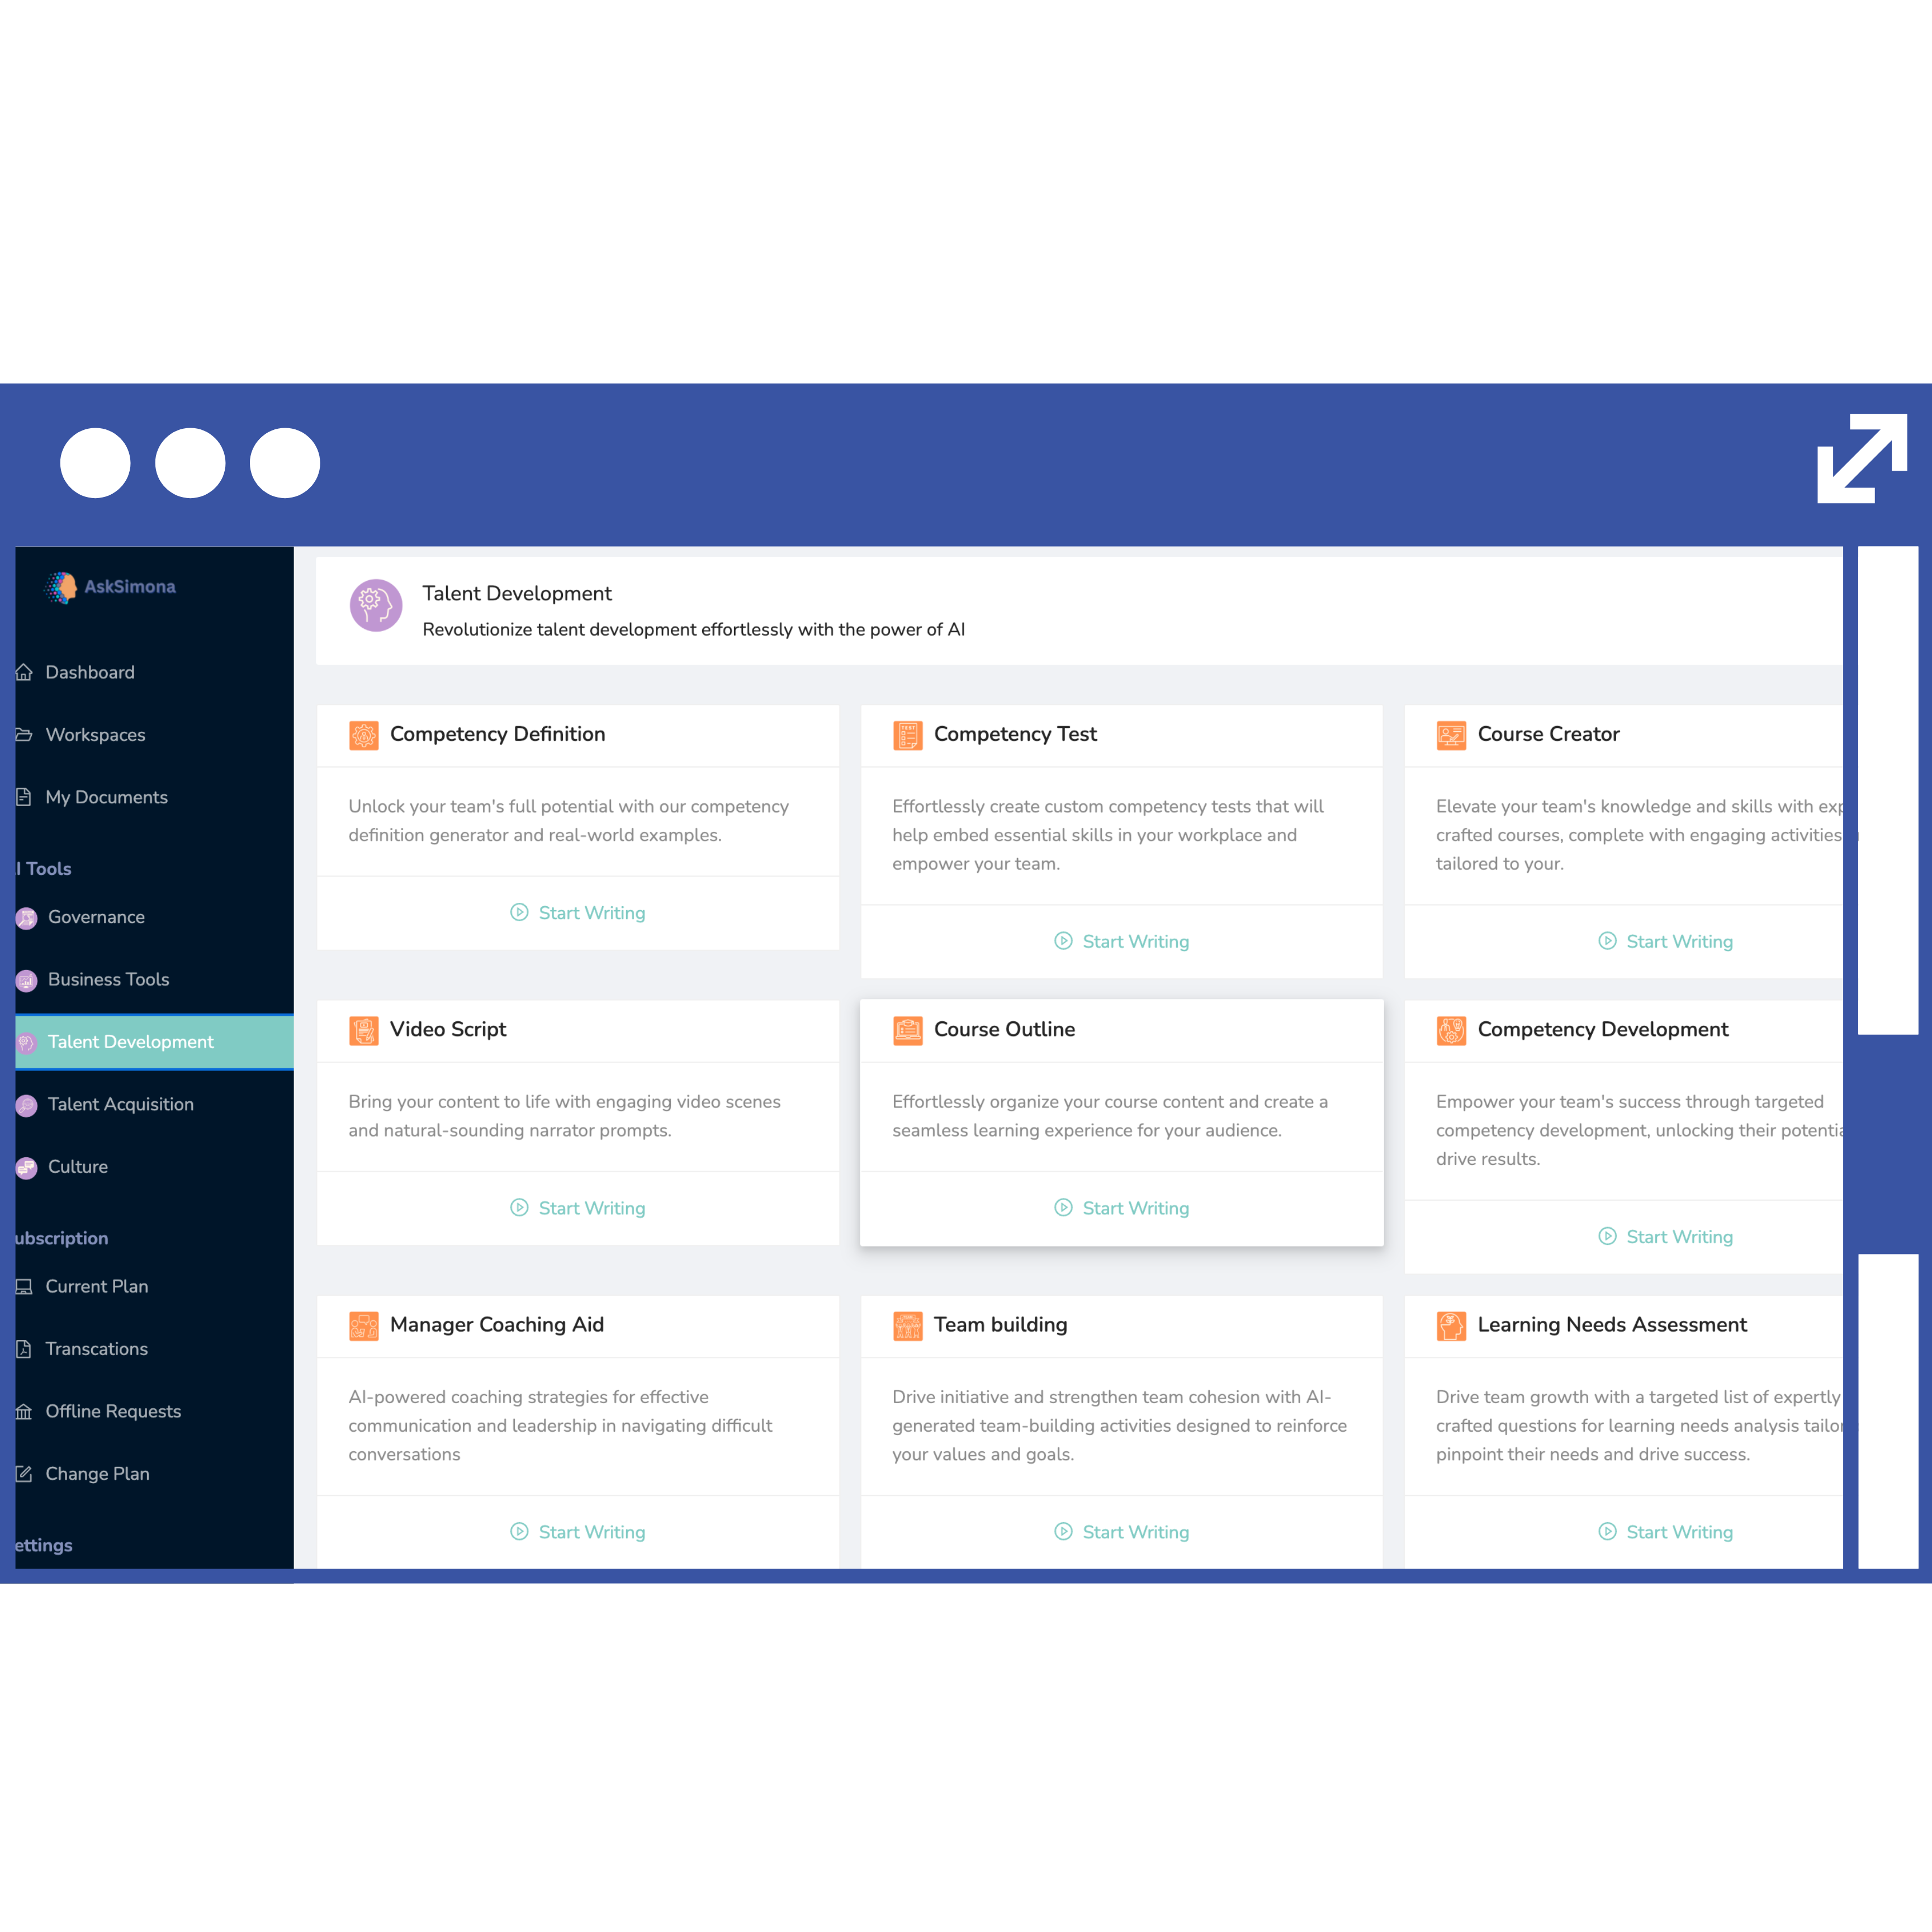 AskSimona
Dashboard
Workspaces
My Documents
I Tools
Governance
Business Tools
Talent Development
Talent Acquisition
Culture
ubscription
Current Plan
Transcations
Offline Requests
Change Plan
ettings
Talent Development
Revolutionize talent development effortlessly with the power of AI
Competency Definition
Unlock your team's full potential with our competency
definition generator and real-world examples.
Start Writing
Competency Test
Effortlessly create custom competency tests that will
help embed essential skills in your workplace and
empower your team.
Start Writing
Course Creator
Elevate your team's knowledge and skills with exp
crafted courses, complete with engaging activities
tailored to your.
Start Writing
Video Script
Bring your content to life with engaging video scenes
and natural-sounding narrator prompts.
Start Writing
Course Outline
Effortlessly organize your course content and create a
seamless learning experience for your audience.
Start Writing
Competency Development
Empower your team's success through targeted
competency development, unlocking their potentia
drive results.
Start Writing
Manager Coaching Aid
AI-powered coaching strategies for effective
communication and leadership in navigating difficult
conversations
Start Writing
Team building
Drive initiative and strengthen team cohesion with AI-
generated team-building activities designed to reinforce
your values and goals.
Start Writing
Learning Needs Assessment
Drive team growth with a targeted list of expertly
crafted questions for learning needs analysis tailor
pinpoint their needs and drive success.
Start Writing